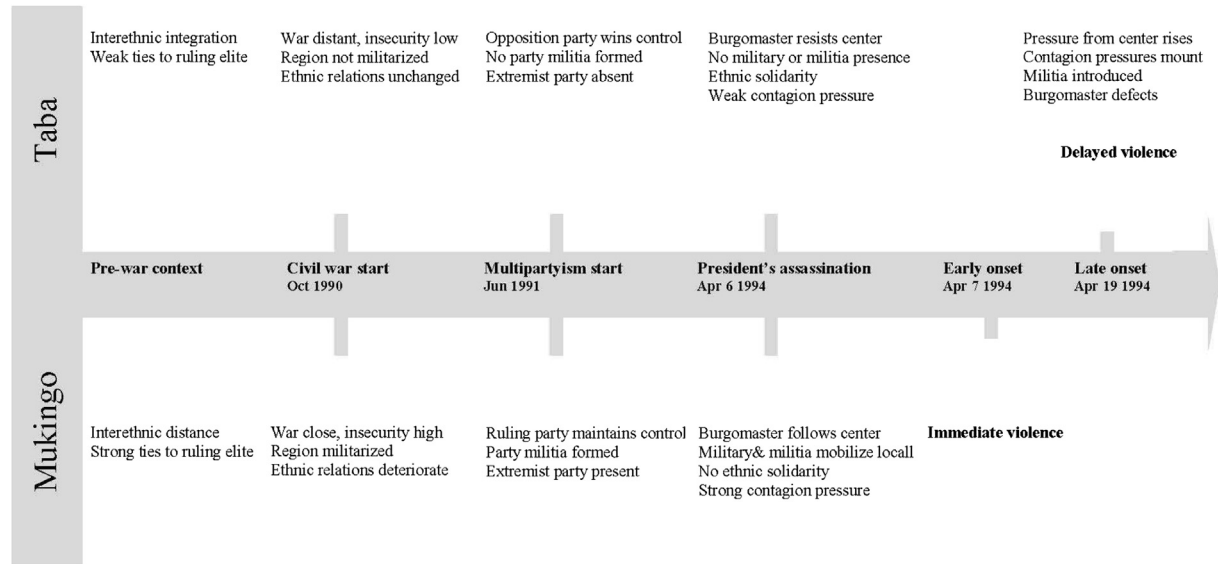 Taba
Interethnic integration
Weak ties to ruling elite
War distant, insecurity low
Region not militarized
Ethnic relations unchanged
Opposition party wins control
No party militia formed
Extremist party absent
Burgomaster resists center
No military or militia presence
Ethnic solidarity
Weak contagion pressure
Pressure from center rises
Contagion pressures mount
Militia introduced
Burgomaster defects
Delayed violence
Pre-war context
Civil war start
Oct 1990
Multipartyism start
Jun 1991
President's assassination
Apr 6 1994
Early onset
Apr 7 1994
Late onset
Apr 19 1994
Mukingo
Interethnic distance
Strong ties to ruling elite
War close, insecurity high
Region militarized
Ethnic relations deteriorate
Ruling party maintains control
Party militia formed
Extremist party present
Burgomaster follows center
Military& militia mobilize locall
No ethnic solidarity
Strong contagion pressure
Immediate violence